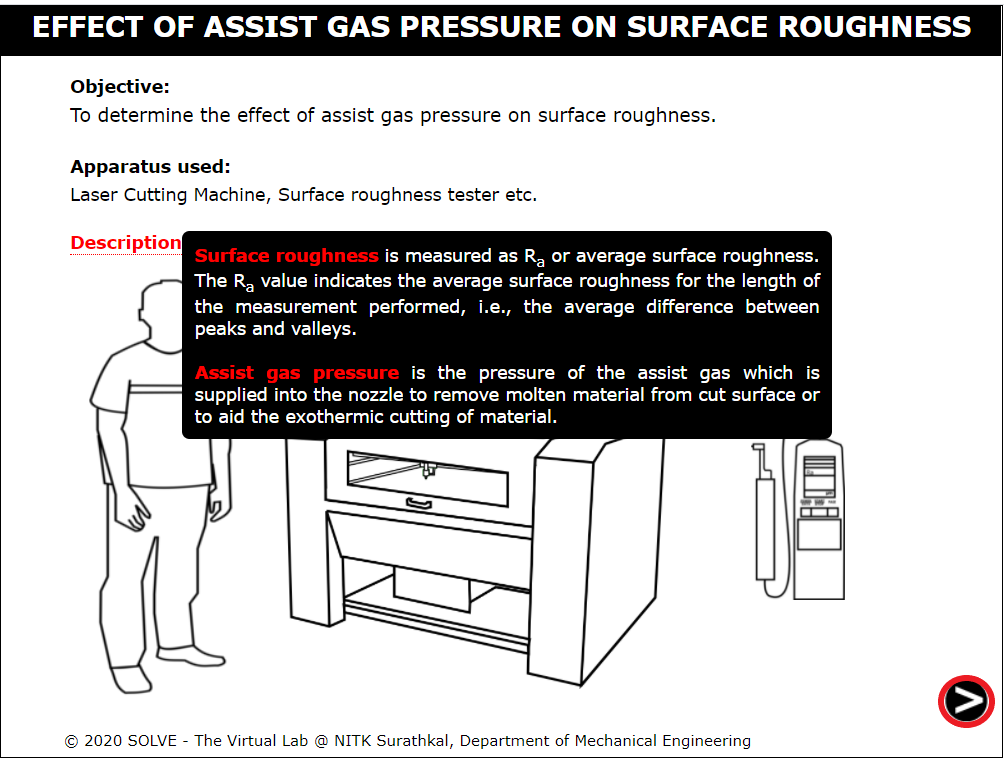 EFFECT OF ASSIST GAS PRESSURE ON SURFACE ROUGHNESS
Objective:
To determine the effect of assist gas pressure on surface roughness.
Apparatus used:
Laser Cutting Machine, Surface roughness tester etc.
Description
Surface roughness is measured as Ra or average surface roughness.
The Ra value indicates the average surface roughness for the length of
the measurement performed, i.e., the average difference between
peaks and valleys.
Assist gas pressure is the pressure of the assist gas which is
supplied into the nozzle to remove molten material from cut surface or
to aid the exothermic cutting of material.
© 2020 SOLVE - The Virtual Lab @ NITK Surathkal, Department of Mechanical Engineering